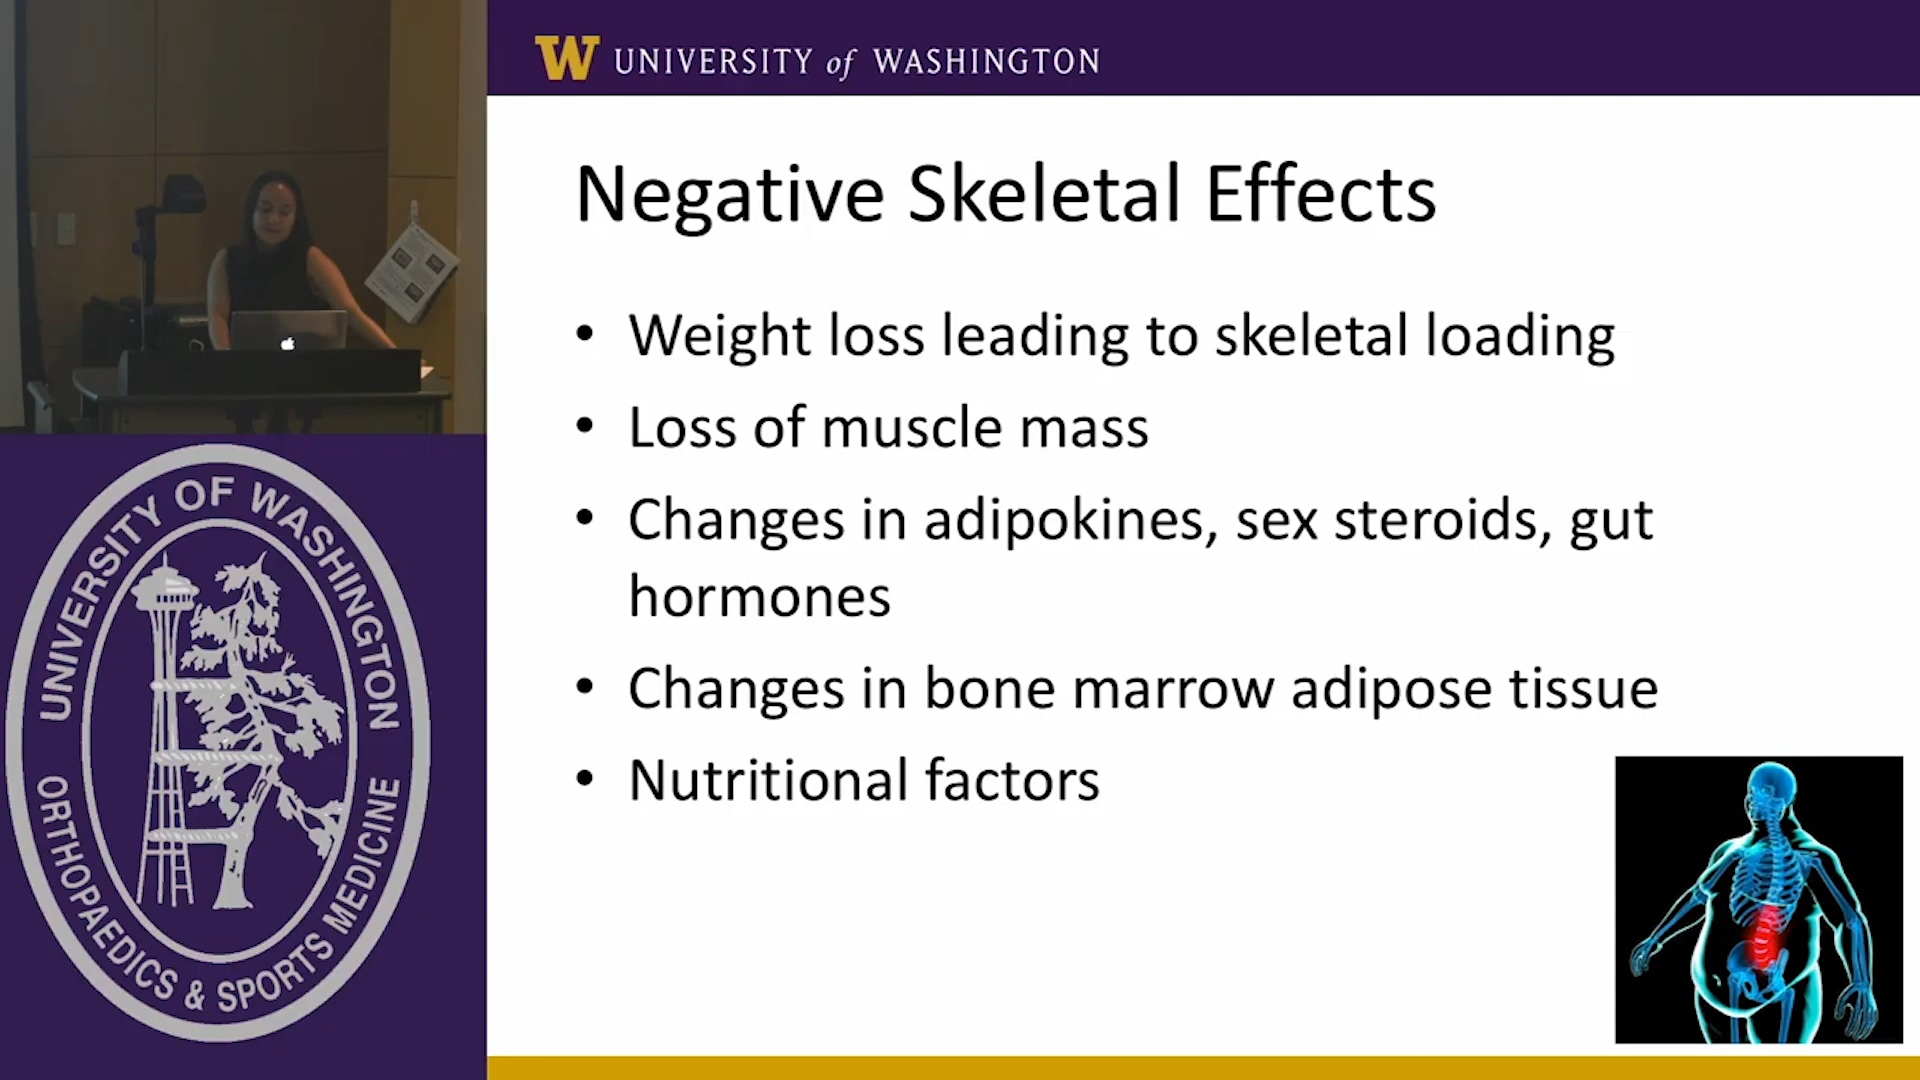 W UNIVERSITY of WASHINGTON
Negative Skeletal Effects
• Weight loss leading to skeletal loading
• Loss of muscle mass
• Changes in adipokines, sex steroids, gut
hormones
• Changes in bone marrow adipose tissue
• Nutritional factors
UNIVERSITY OF WASHINGTON
ORTHOPAEDICS & SPORTS MEDICINE